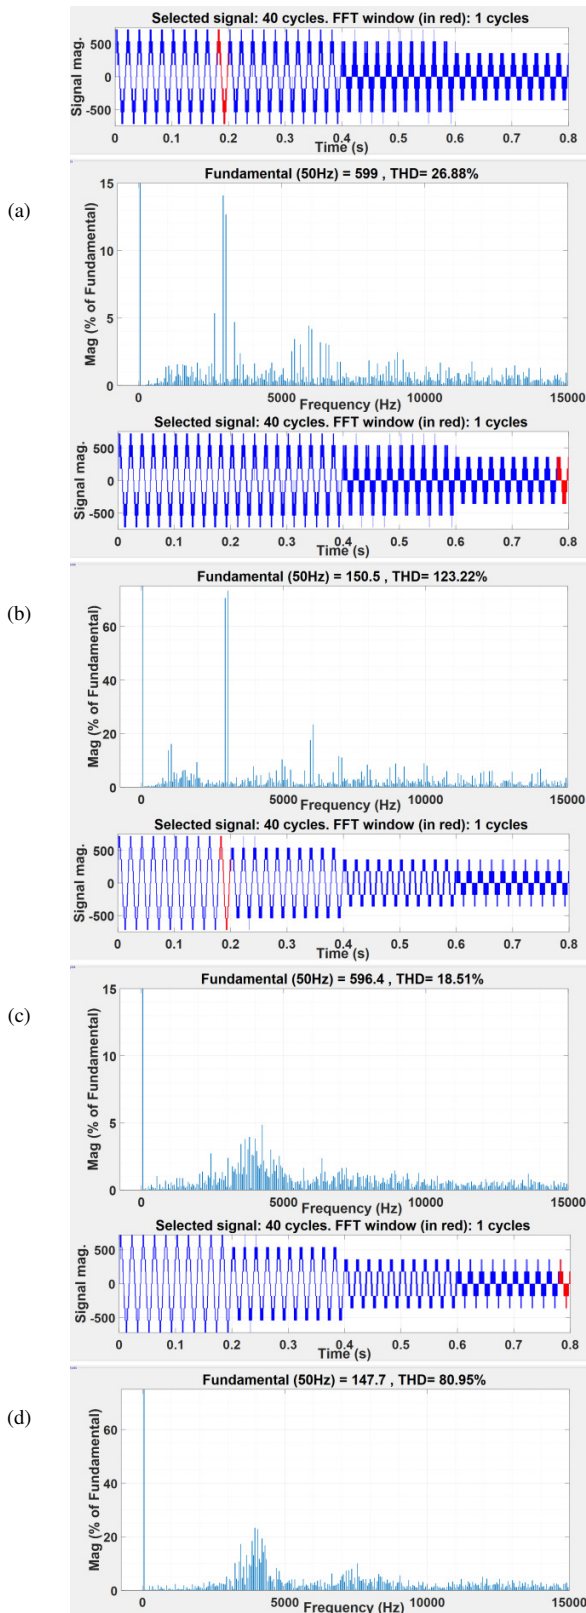 Selected signal: 40 cycles. FFT window (in red): 1 cycles
Signal mag.
500
0
-500
0 0.1 0.2 0.3 0.4 0.5 0.6 0.7 0.8
Time (s)
(a)
Fundamental (50Hz) = 599 , THD= 26.88%
Mag (% of Fundamental)
15
10
5
0
0 5000 10000 15000
Frequency (Hz)
Selected signal: 40 cycles. FFT window (in red): 1 cycles
Signal mag.
500
0
-500
0 0.1 0.2 0.3 0.4 0.5 0.6 0.7 0.8
Time (s)
(b)
Fundamental (50Hz) = 150.5 , THD= 123.22%
Mag (% of Fundamental)
60
40
20
0
0 5000 10000 15000
Frequency (Hz)
Selected signal: 40 cycles. FFT window (in red): 1 cycles
Signal mag.
500
0
-500
0 0.1 0.2 0.3 0.4 0.5 0.6 0.7 0.8
Time (s)
(c)
Fundamental (50Hz) = 596.4 , THD= 18.51%
Mag (% of Fundamental)
15
10
5
0
0 5000 10000 15000
Frequency (Hz)
Selected signal: 40 cycles. FFT window (in red): 1 cycles
Signal mag.
500
0
-500
0 0.1 0.2 0.3 0.4 0.5 0.6 0.7 0.8
Time (s)
(d)
Fundamental (50Hz) = 147.7 , THD= 80.95%
Mag (% of Fundamental)
60
40
20
0
0 5000 10000 15000
Frequency (Hz)